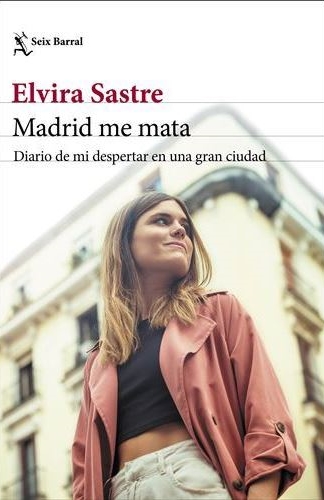 Seix Barral
Elvira Sastre
Madrid me mata
Diario de mi despertar en una gran ciudad